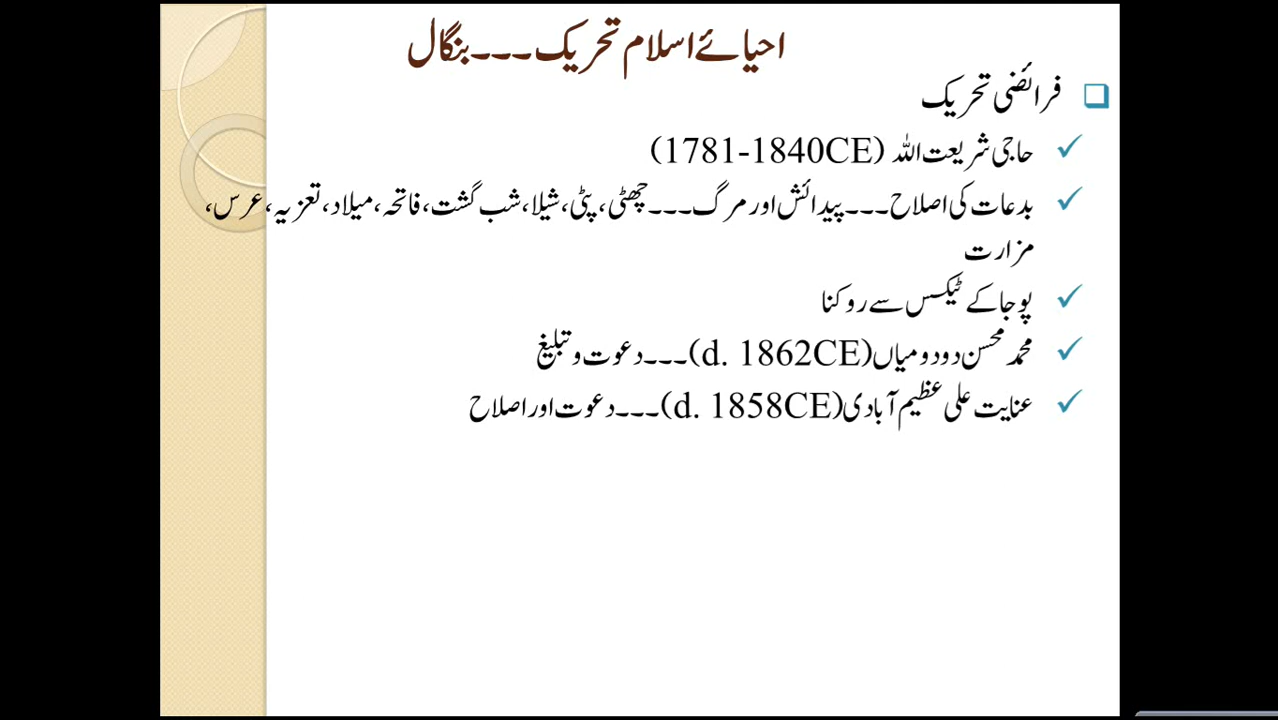 احیائے اسلام تحریک۔۔۔بنگال
فرائضی تحریک
حاجی شریعت اللہ (1781-1840CE)
بدعات کی اصلاح۔۔۔پیدائش اور مرگ۔۔۔چھٹی، پٹی، شیلا، شب گشت، فاتحہ، میلاد، تعزیہ، عرس،
مزارت
پوجا کے ٹیکس سے روکنا
محمد محسن دودو میاں (d. 1862CE)۔۔۔دعوت و تبلیغ
عنایت علی عظیم آبادی (d. 1858CE)۔۔۔دعوت اور اصلاح